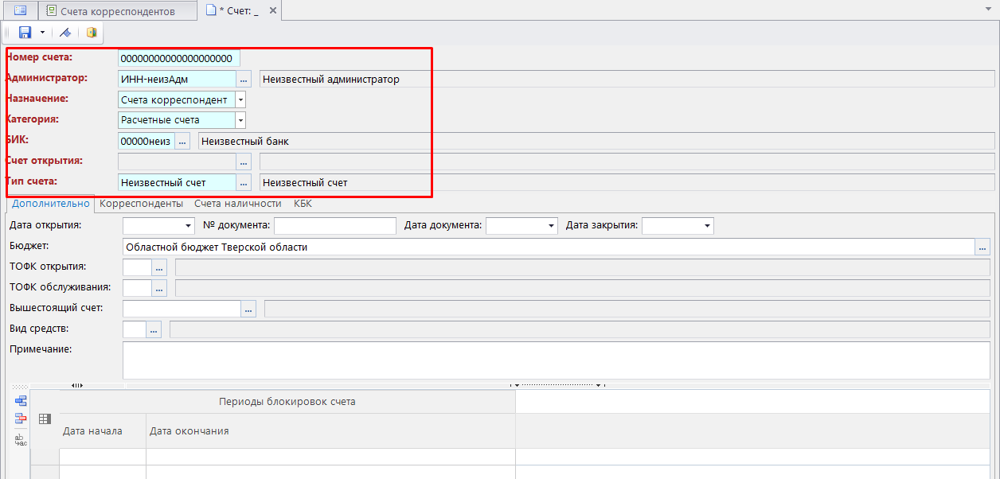 Счета корреспондентов
* Счет: _
Номер счета: 00000000000000000000
Администратор: ИНН-неизАдм ... Неизвестный администратор
Назначение: Счета корреспондент
Категория: Расчетные счета
БИК: 00000неиз ... Неизвестный банк
Счет открытия: ...
Тип счета: Неизвестный счет ... Неизвестный счет
Дополнительно Корреспонденты Счета наличности КБК
Дата открытия: № документа: Дата документа: Дата закрытия:
Бюджет: Областной бюджет Тверской области ...
ТОФК открытия: ...
ТОФК обслуживания: ...
Вышестоящий счет: ...
Вид средств: ...
Примечание:
Периоды блокировок счета
Дата начала Дата окончания
ab
ac